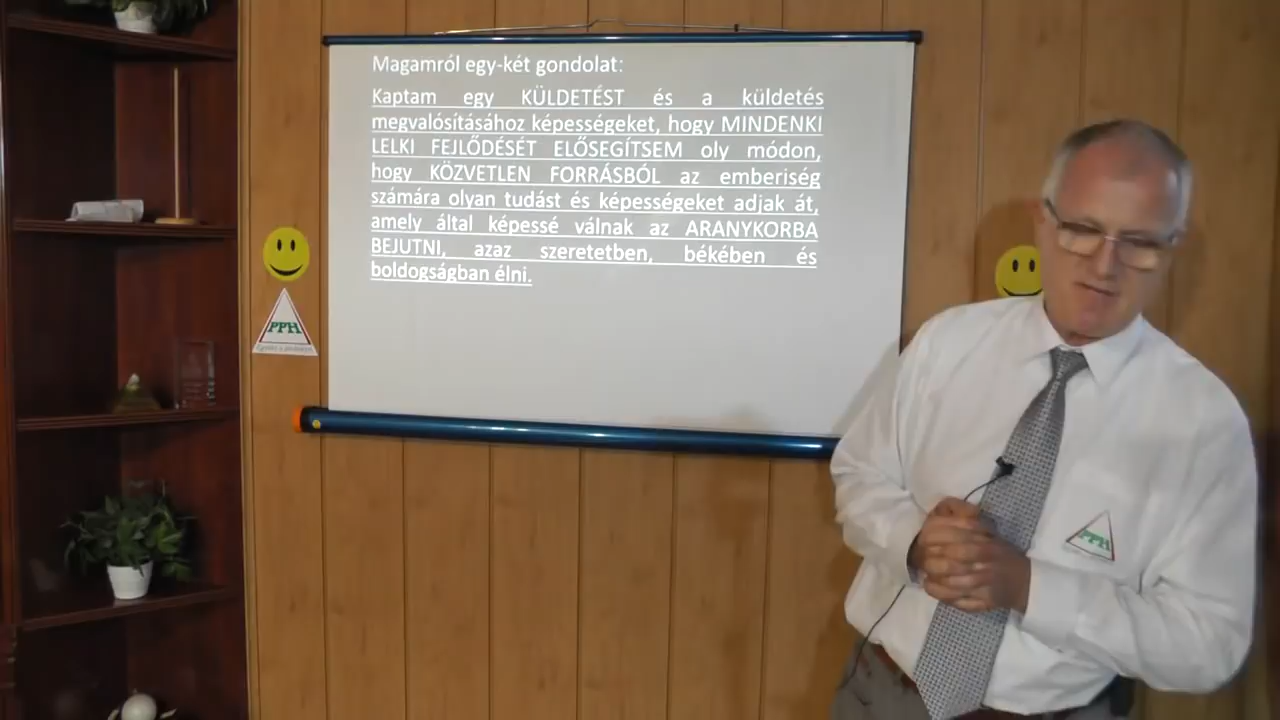 Magamról egy-két gondolat:
Kaptam egy KÜLDETÉST és a küldetés
megvalósításához képességeket, hogy MINDENKI
LELKI FEJLŐDÉSÉT ELŐSEGÍTSEM oly módon,
hogy KÖZVETLEN FORRÁSBÓL az emberiség
számára olyan tudást és képességeket adjak át,
amely által képessé válnak az ARANYKORBA
BEJUTNI, azaz szeretetben, békében és
boldogságban élni.
PPH
PPH